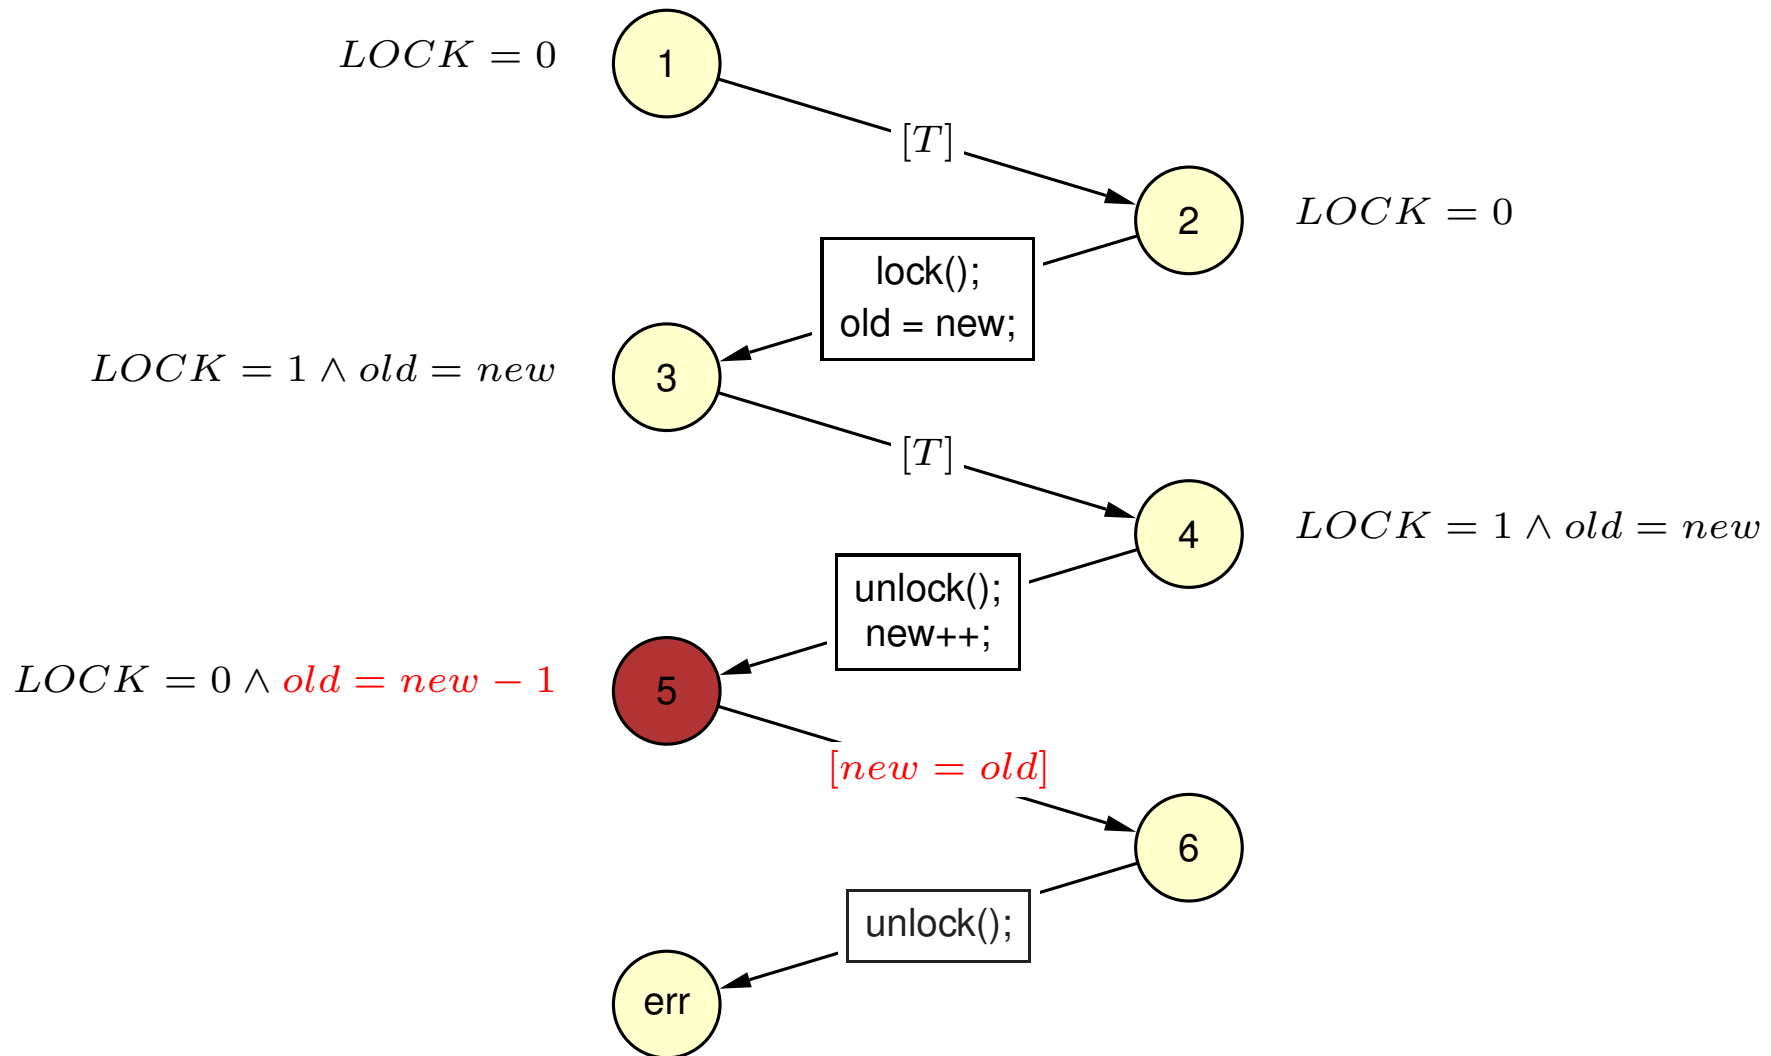 LOCK = 0
1
[T]
2
LOCK = 0
lock();
old = new;
LOCK = 1 ∧ old = new
3
[T]
4
LOCK = 1 ∧ old = new
unlock();
new++;
LOCK = 0 ∧ old = new − 1
5
[new = old]
6
unlock();
err